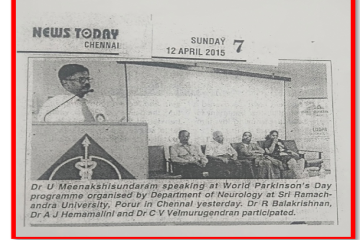 NEWS TODAY
CHENNAI
SUNDAY
12 APRIL 2015
7
Dr U Meenakshisundaram speaking at World Parkinson's Day
programme organised by Department of Neurology at Sri Ramach-
andra University, Porur in Chennai yesterday. Dr R Balakrishnan,
Dr A J Hemamalini and Dr C V Velmurugendran participated.